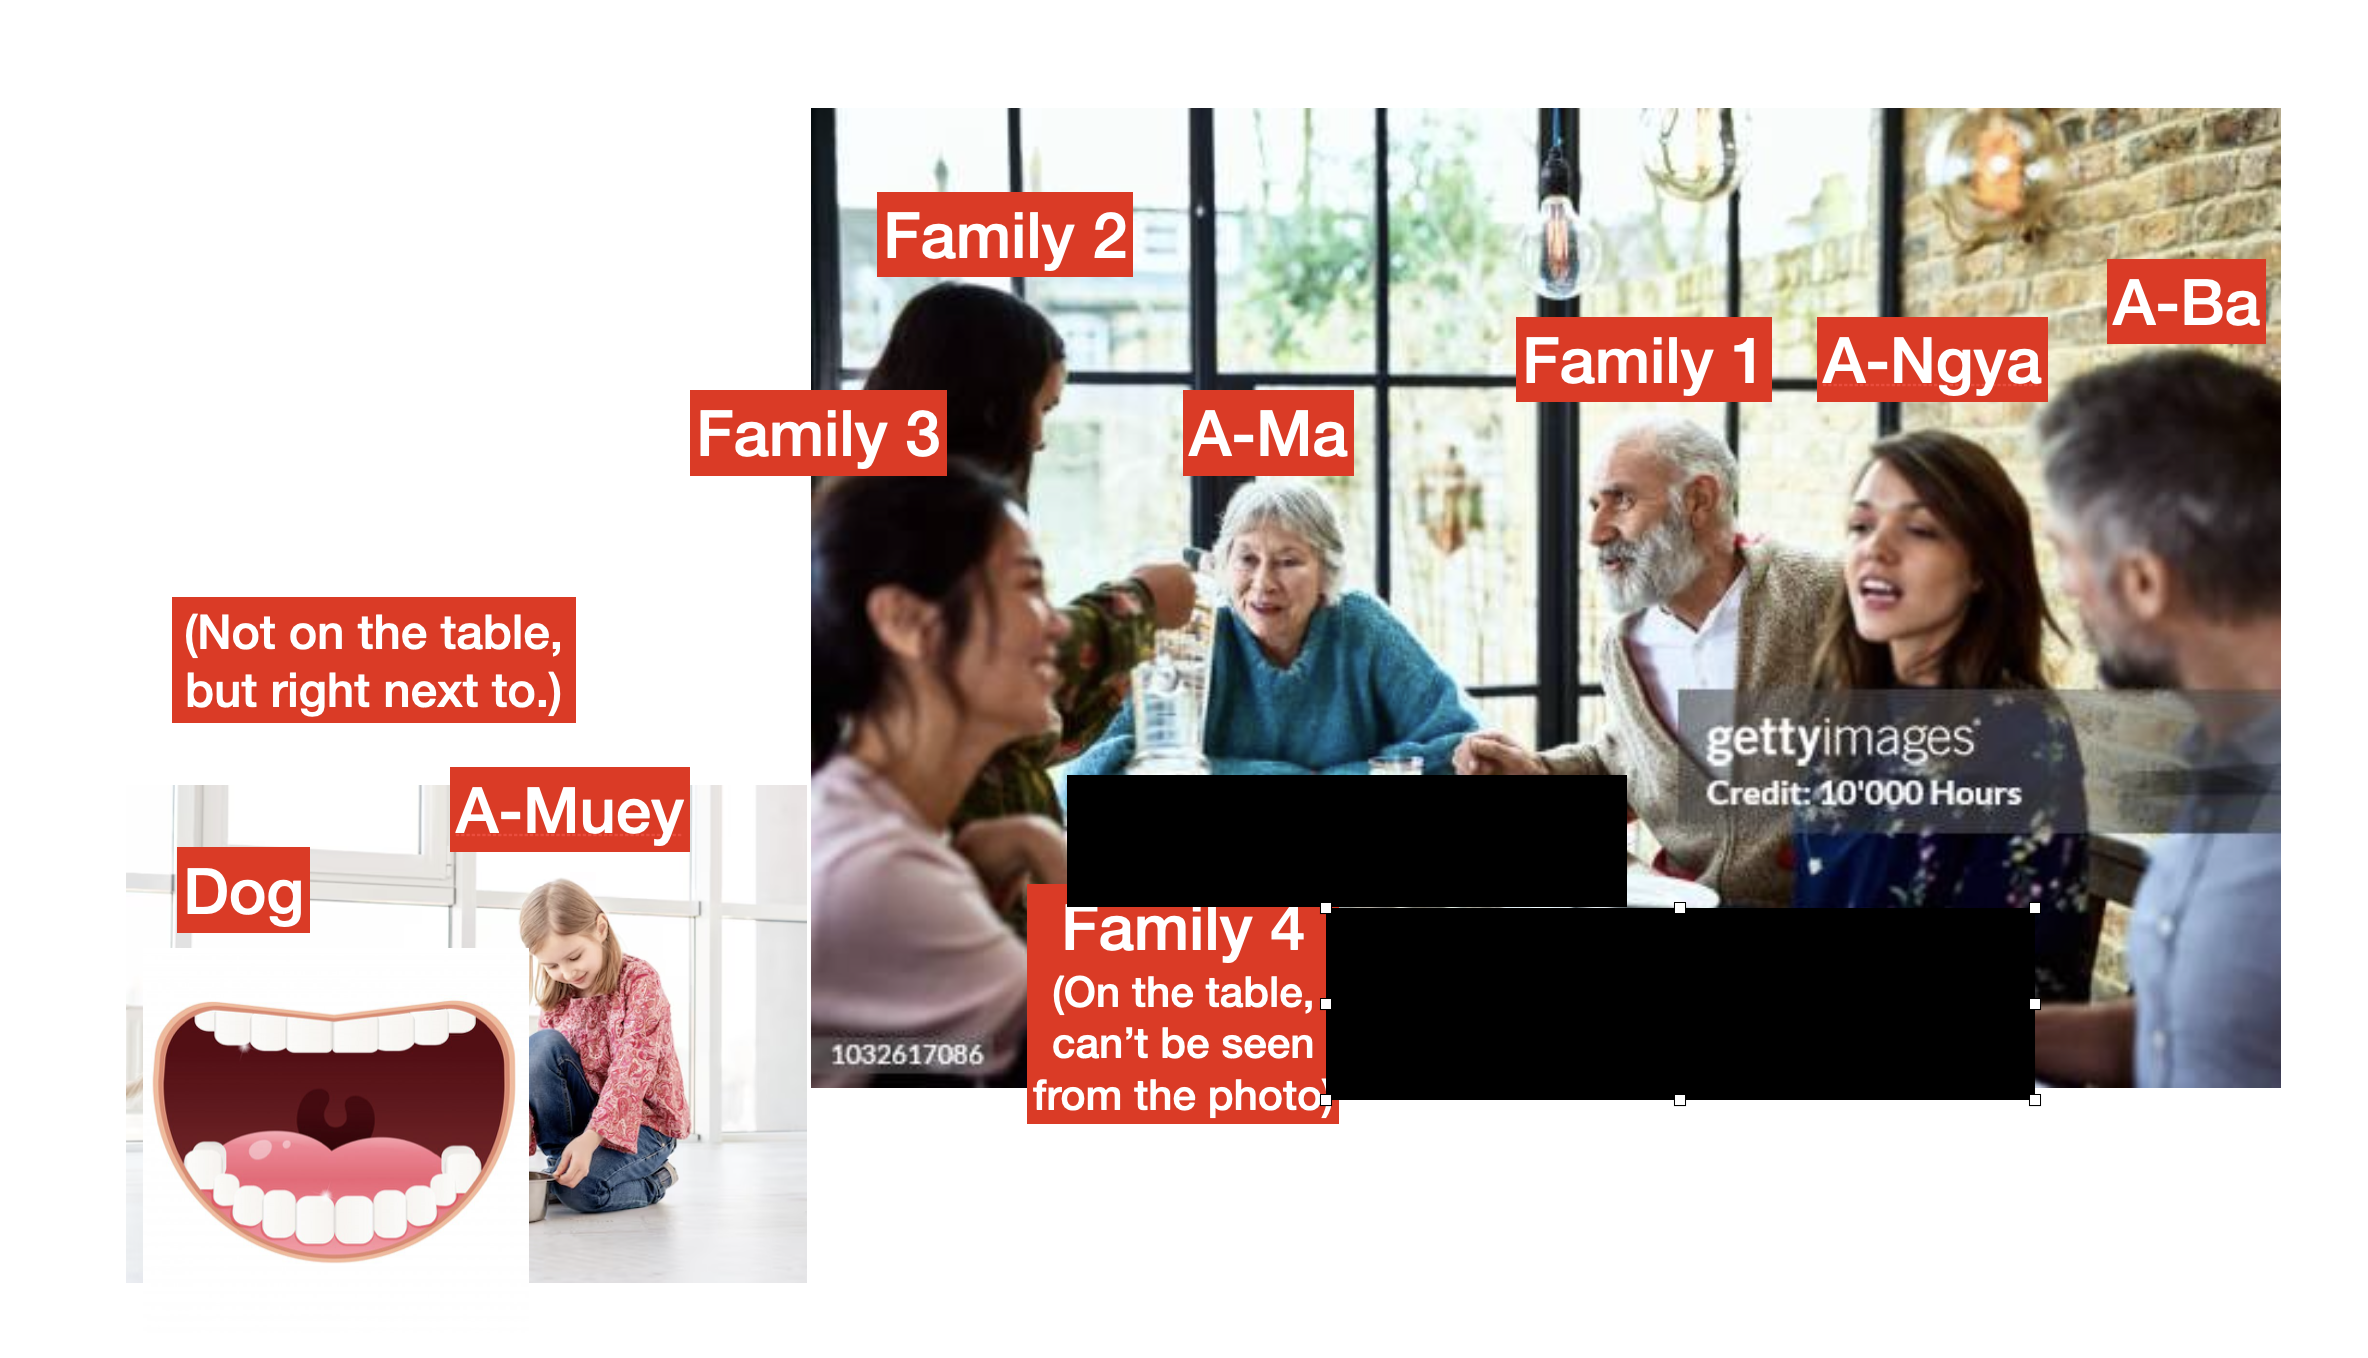 Family 2
A-Ba
Family 1
A-Ngya
Family 3
A-Ma
(Not on the table,
but right next to.)
gettyimages
Credit: 10'000 Hours
A-Muey
Dog
Family 4
(On the table,
can't be seen
from the photo)
1032617086